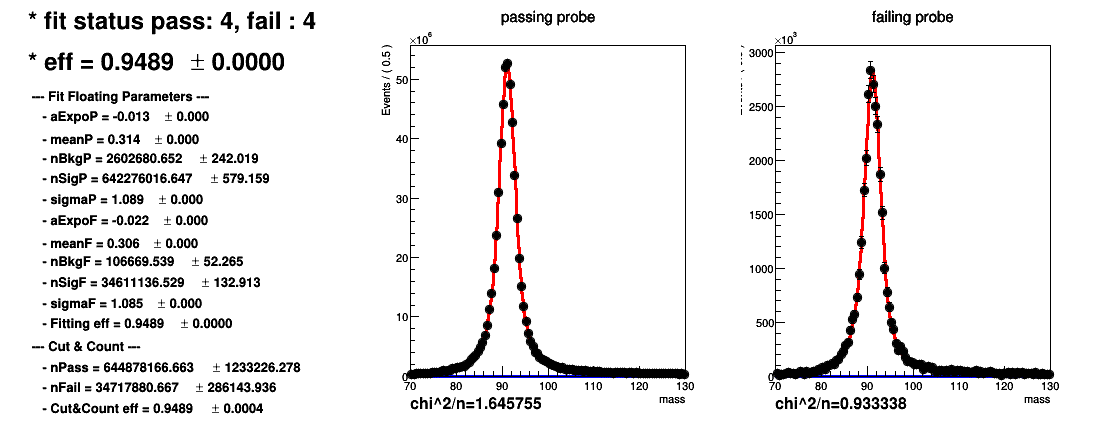 * fit status pass: 4, fail : 4
* eff = 0.9489 ± 0.0000
--- Fit Floating Parameters ---
- aExpoP = -0.013 ± 0.000
- meanP = 0.314 ± 0.000
- nBkgP = 2602680.652 ± 242.019
- nSigP = 642276016.647 ± 579.159
- sigmaP = 1.089 ± 0.000
- aExpoF = -0.022 ± 0.000
- meanF = 0.306 ± 0.000
- nBkgF = 106669.539 ± 52.265
- nSigF = 34611136.529 ± 132.913
- sigmaF = 1.085 ± 0.000
- Fitting eff = 0.9489 ± 0.0000
--- Cut & Count ---
- nPass = 644878166.663 ± 1233226.278
- nFail = 34717880.667 ± 286143.936
- Cut&Count eff = 0.9489 ± 0.0004
passing probe
×10^6
Events / ( 0.5 )
50
40
30
20
10
0
70 80 90 100 110 120 130
mass
chi^2/n=1.645755
failing probe
×10^3
3000
2500
2000
1500
1000
500
0
70 80 90 100 110 120 130
mass
chi^2/n=0.933338